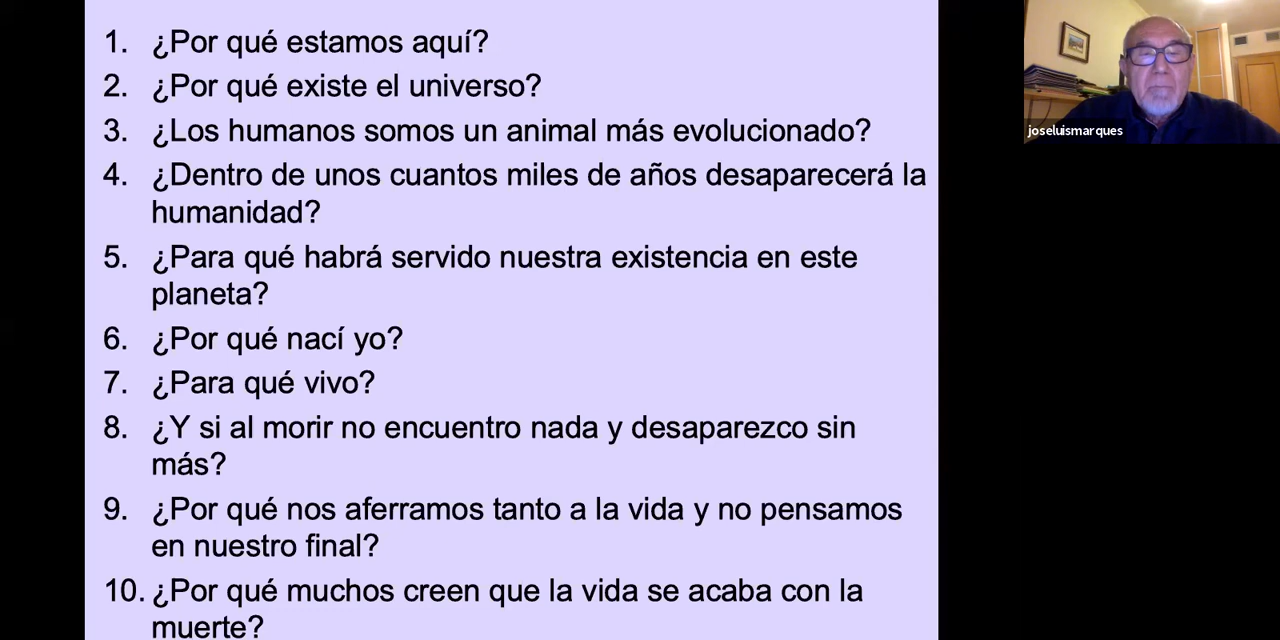 1. ¿Por qué estamos aquí?
2. ¿Por qué existe el universo?
3. ¿Los humanos somos un animal más evolucionado?
4. ¿Dentro de unos cuantos miles de años desaparecerá la
humanidad?
5. ¿Para qué habrá servido nuestra existencia en este
planeta?
6. ¿Por qué nací yo?
7. ¿Para qué vivo?
8. ¿Y si al morir no encuentro nada y desaparezco sin
más?
9. ¿Por qué nos aferramos tanto a la vida y no pensamos
en nuestro final?
10. ¿Por qué muchos creen que la vida se acaba con la
muerte?
joseluismarques